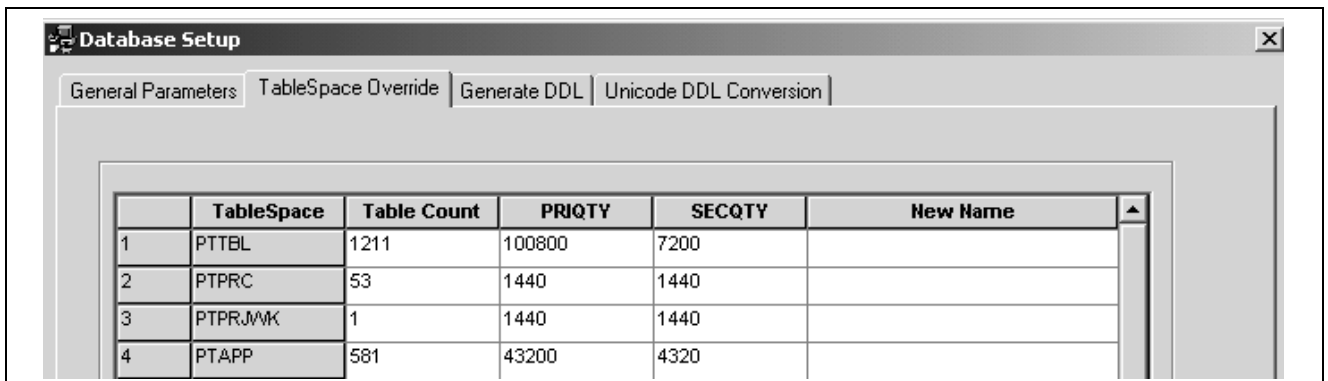 Database Setup
General Parameters TableSpace Override Generate DDL Unicode DDL Conversion
TableSpace Table Count PRIQTY SECQTY New Name
1 PTTBL 1211 100800 7200
2 PTPRC 53 1440 1440
3 PTPRJWK 1 1440 1440
4 PTAPP 581 43200 4320